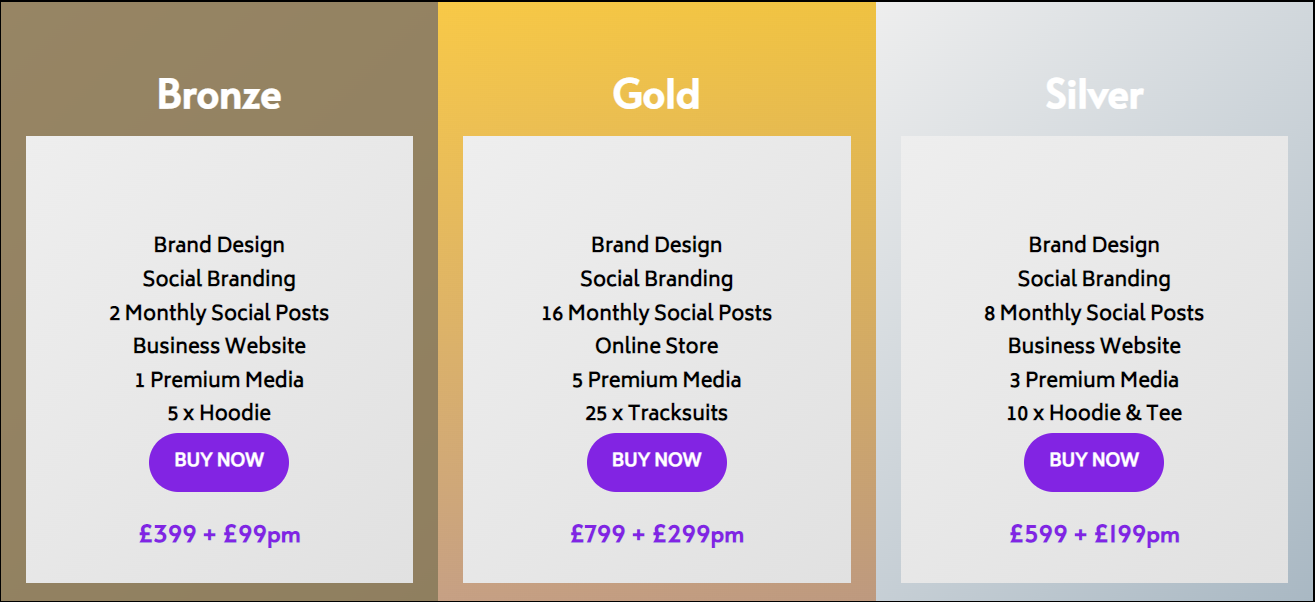 Bronze
Brand Design
Social Branding
2 Monthly Social Posts
Business Website
1 Premium Media
5 x Hoodie
BUY NOW
£399 + £99pm
Gold
Brand Design
Social Branding
16 Monthly Social Posts
Online Store
5 Premium Media
25 x Tracksuits
BUY NOW
£799 + £299pm
Silver
Brand Design
Social Branding
8 Monthly Social Posts
Business Website
3 Premium Media
10 x Hoodie & Tee
BUY NOW
£599 + £199pm